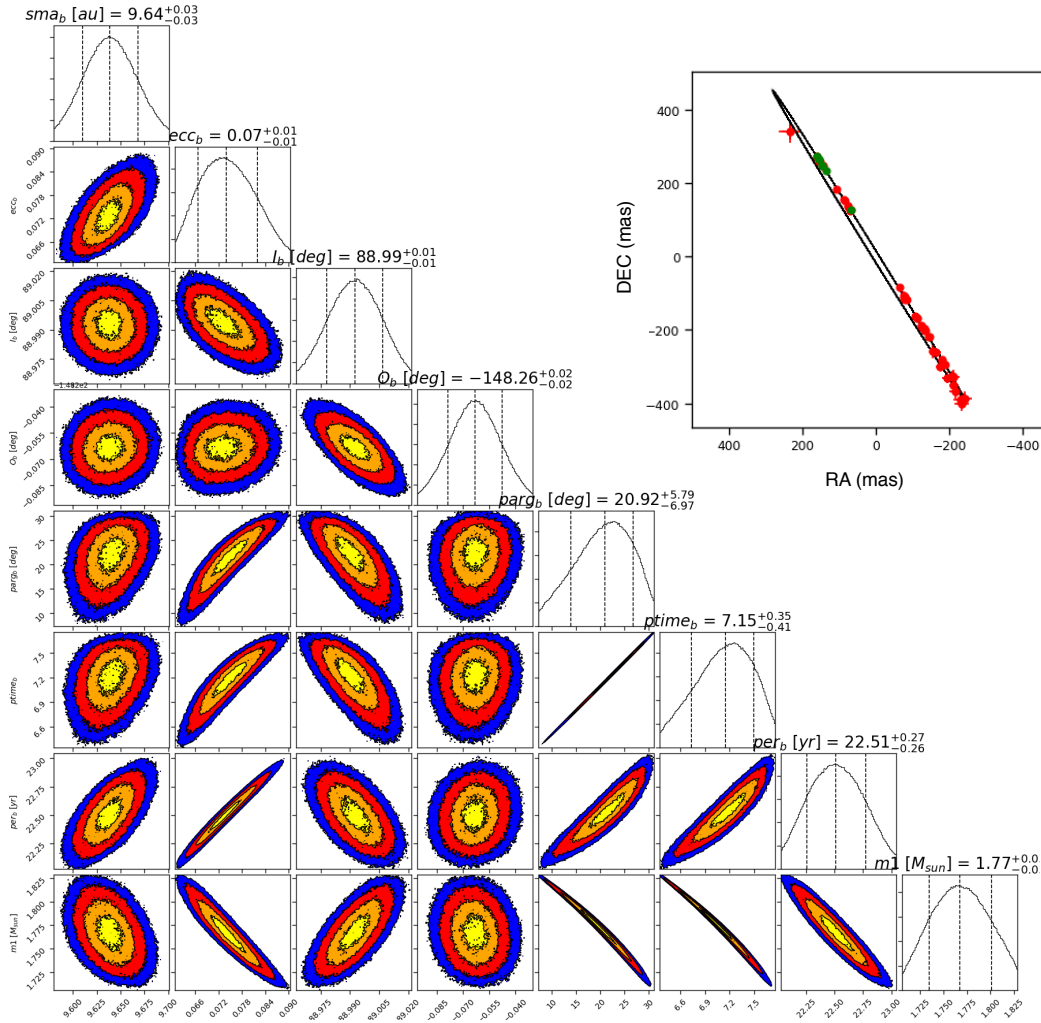 sma_b [au] = 9.64 +0.03 −0.03
ecc_b = 0.07 +0.01 −0.01
I_b [deg] = 88.99 +0.01 −0.01
O_b [deg] = −148.26 +0.02 −0.02
parg_b [deg] = 20.92 +5.79 −6.97
ptime_b = 7.15 +0.35 −0.41
per_b [yr] = 22.51 +0.27 −0.26
m1 [M_sun] = 1.77 +0.0 −0.0
DEC (mas)
400
200
0
−200
−400
400 200 0 −200 −4
RA (mas)
ecc_b
0.090
0.084
0.078
0.072
0.066
I_b [deg]
89.020
89.005
88.990
88.975
−1.482e2
O_b [deg]
−0.040
−0.055
−0.070
−0.085
parg_b [deg]
30
25
20
15
10
ptime_b
7.5
7.2
6.9
6.6
per_b [yr]
23.00
22.75
22.50
22.25
m1 [M_sun]
1.825
1.800
1.775
1.750
1.725
9.600 9.625 9.650 9.675 9.700
0.066 0.072 0.078 0.084 0.090
88.975 88.990 89.005 89.020
−0.085 −0.070 −0.055 −0.040
10 15 20 25 30
6.6 6.9 7.2 7.5
22.25 22.50 22.75 23.00
1.725 1.750 1.775 1.800 1.825